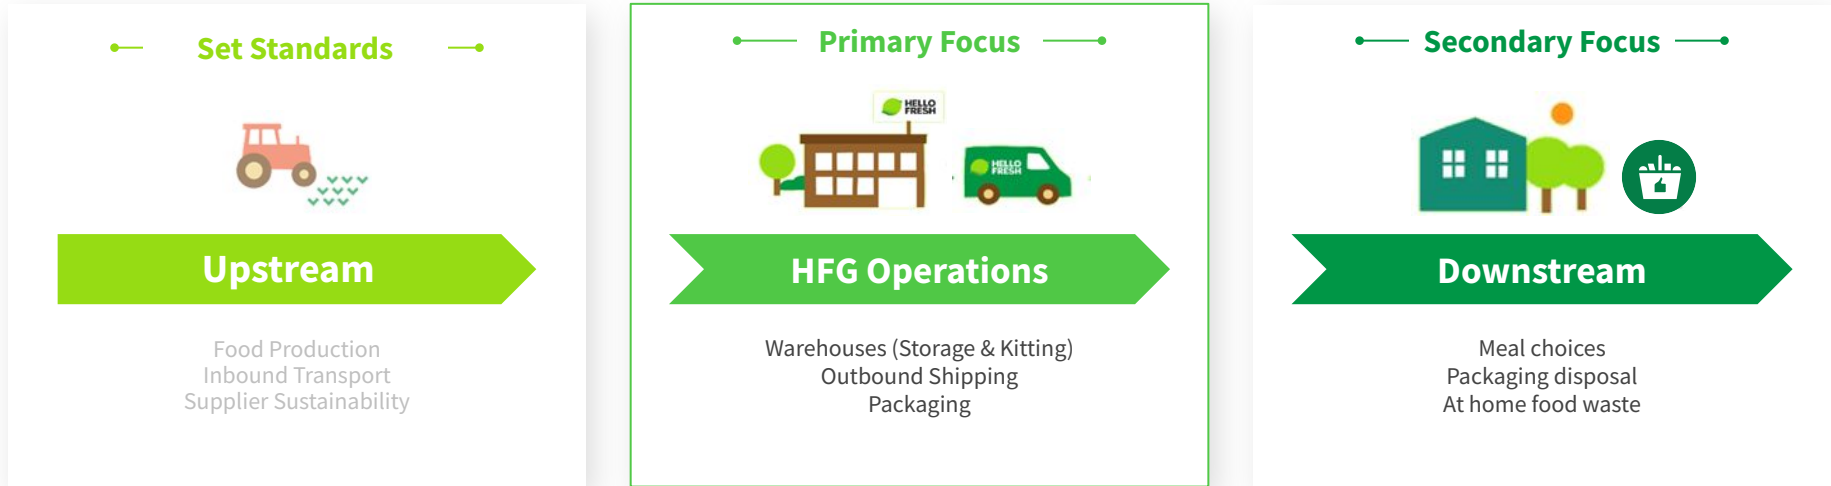 Set Standards
Upstream
Food Production
Inbound Transport
Supplier Sustainability
Primary Focus
HELLO
FRESH
HELLO
FRESH
HFG Operations
Warehouses (Storage & Kitting)
Outbound Shipping
Packaging
Secondary Focus
Downstream
Meal choices
Packaging disposal
At home food waste